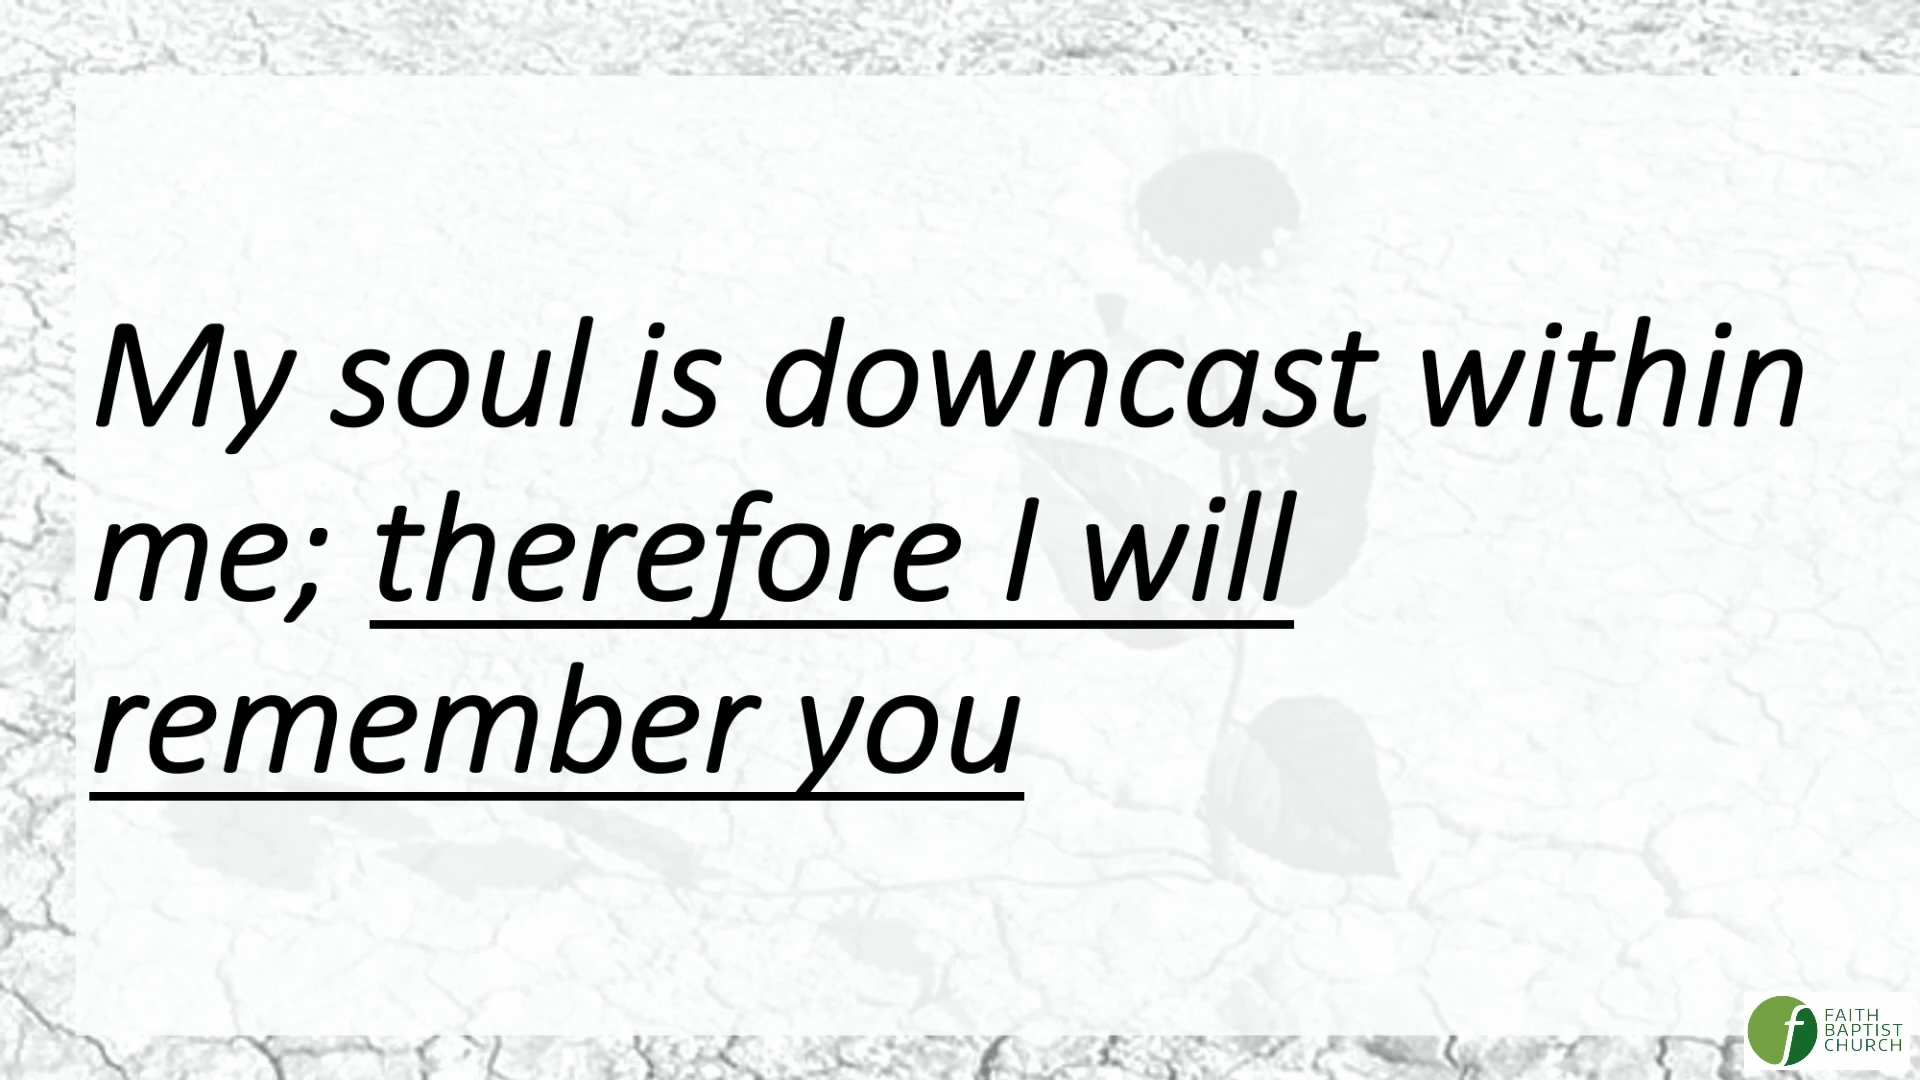 My soul is downcast within
me; therefore I will
remember you
FAITH
BAPTIST
CHURCH